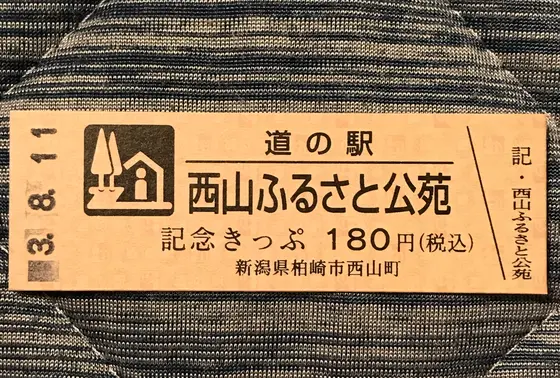 3. 8. 11
道の駅
西山ふるさと公苑
記念きっぷ 180円(税込)
新潟県柏崎市西山町
記・西山ふるさと公苑